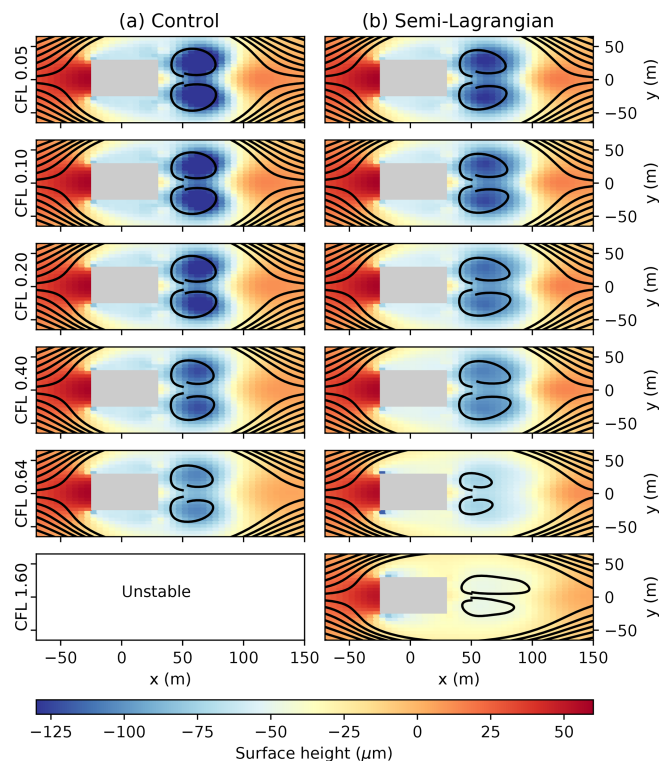 (a) Control
(b) Semi-Lagrangian
CFL 0.05
50
0
−50
y (m)
CFL 0.10
50
0
−50
y (m)
CFL 0.20
50
0
−50
y (m)
CFL 0.40
50
0
−50
y (m)
CFL 0.64
50
0
−50
y (m)
CFL 1.60
Unstable
50
0
−50
y (m)
−50 0 50 100 150
−50 0 50 100 150
x (m)
x (m)
−125 −100 −75 −50 −25 0 25 50
Surface height (μm)